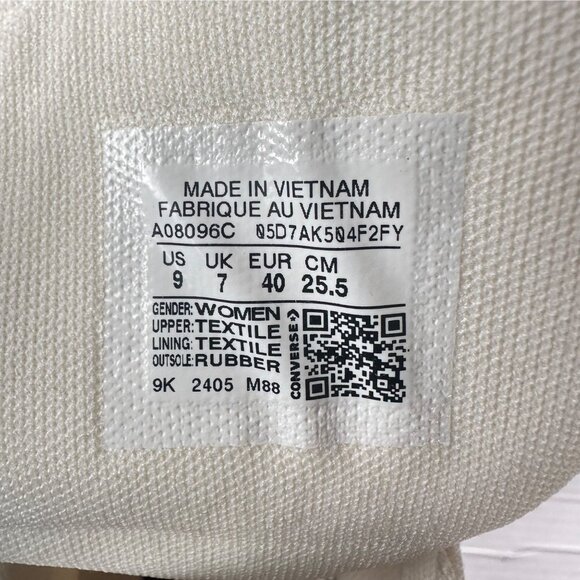 MADE IN VIETNAM
FABRIQUE AU VIETNAM
A08096C 05D7AK504F2FY
US UK EUR CM
9 7 40 25.5
GENDER: WOMEN
UPPER: TEXTILE
LINING: TEXTILE
OUTSOLE: RUBBER
CONVERSE
9K 2405 M88